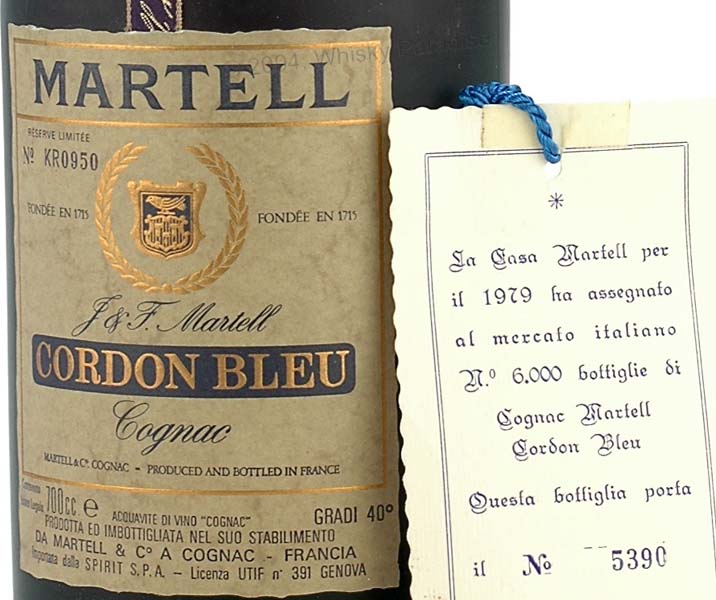 MARTELL
RÉSERVE LIMITÉE
Nº KR0950
FONDÉE EN 1715
FONDÉE EN 1715
J & F. Martell
CORDON BLEU
Cognac
MARTELL & Cº. COGNAC - PRODUCED AND BOTTLED IN FRANCE
700cc. e
ACQUAVITE DI VINO "COGNAC"
GRADI 40°
PRODOTTA ED IMBOTTIGLIATA NEL SUO STABILIMENTO
DA MARTELL & Cº A COGNAC - FRANCIA
Importata dalla SPIRIT S.P.A. - Licenza UTIF n° 391 GENOVA
2004, Whisky Paradise
*
La Casa Martell per
il 1979 ha assegnato
al mercato italiano
N.º 6.000 bottiglie di
Cognac Martell
Cordon Bleu
Questa bottiglia porta
il Nº -- 5390